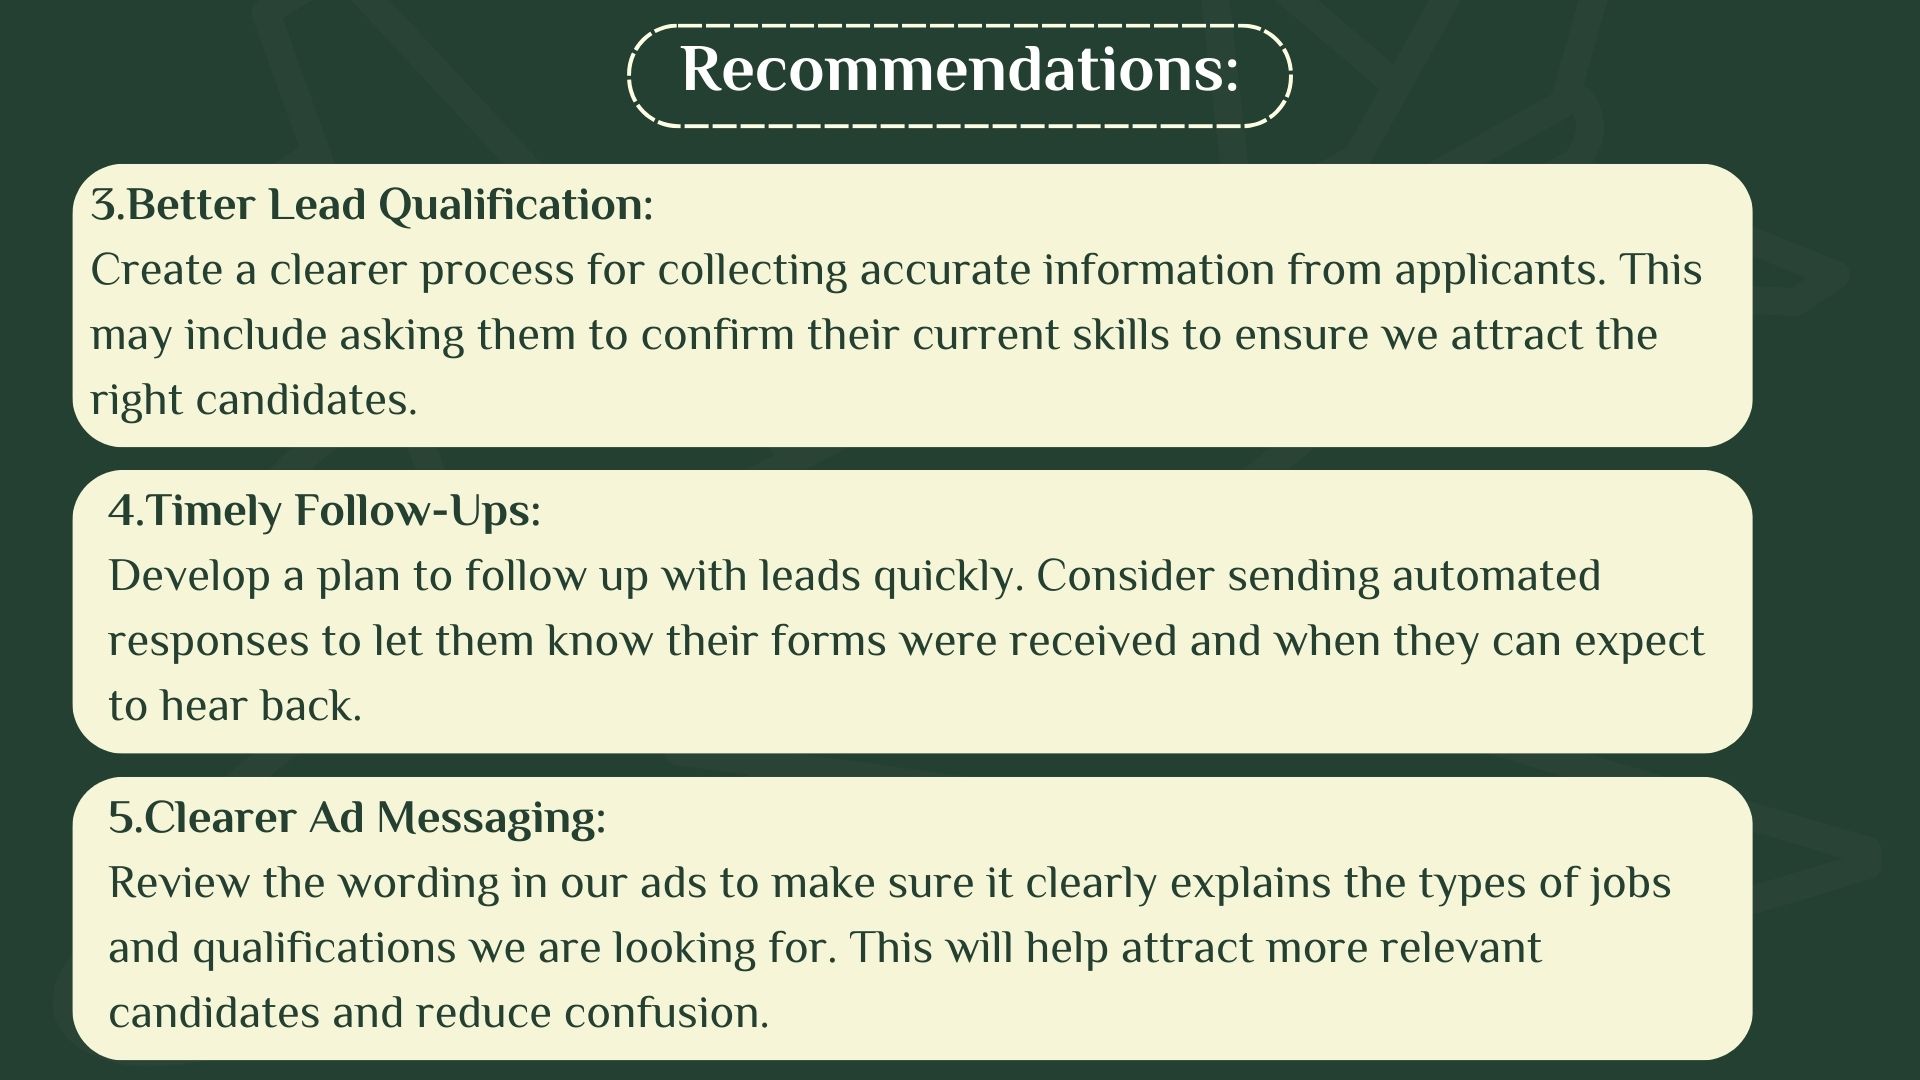 Recommendations:
3.Better Lead Qualification:
Create a clearer process for collecting accurate information from applicants. This
may include asking them to confirm their current skills to ensure we attract the
right candidates.
4.Timely Follow-Ups:
Develop a plan to follow up with leads quickly. Consider sending automated
responses to let them know their forms were received and when they can expect
to hear back.
5.Clearer Ad Messaging:
Review the wording in our ads to make sure it clearly explains the types of jobs
and qualifications we are looking for. This will help attract more relevant
candidates and reduce confusion.